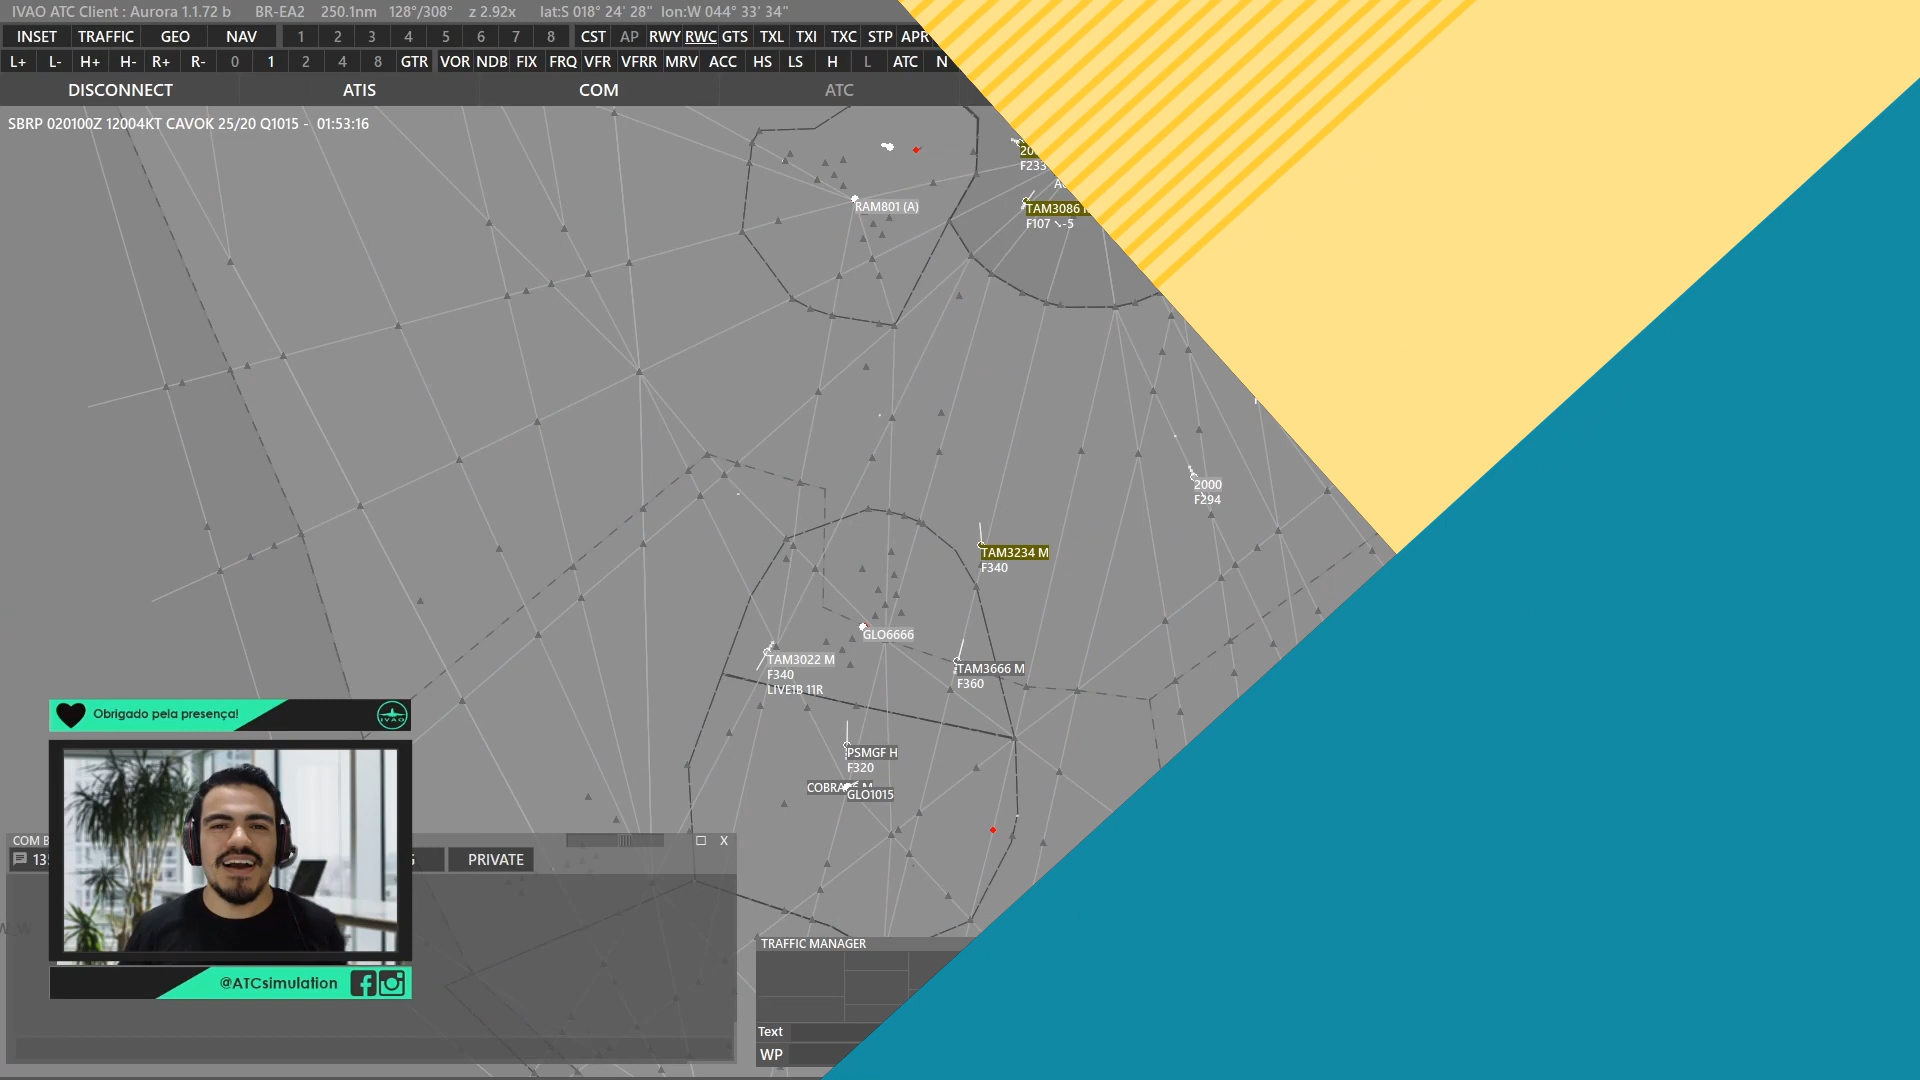 IVAO ATC Client : Aurora 1.1.72 b BR-EA2 250.1nm 128°/308° z 2.92x lat:S 018° 24' 28" lon:W 044° 33' 34"
INSET TRAFFIC GEO NAV 1 2 3 4 5 6 7 8 CST AP RWY RWC GTS TXL TXI TXC STP APR
L+ L- H+ H- R+ R- 0 1 2 4 8 GTR VOR NDB FIX FRQ VFR VFRR MRV ACC HS LS H L ATC N
DISCONNECT ATIS COM ATC
SBRP 020100Z 12004KT CAVOK 25/20 Q1015 - 01:53:16
F233
RAM801 (A)
TAM3086
F107 ↘-5
2000
F294
TAM3234 M
F340
GLO6666
TAM3022 M
F340
LIVE1B 11R
TAM3666 M
F360
Obrigado pela presença!
IVAO
PSMGF H
F320
GLO1015
COM B
X
PRIVATE
TRAFFIC MANAGER
@ATCsimulation
Text
WP